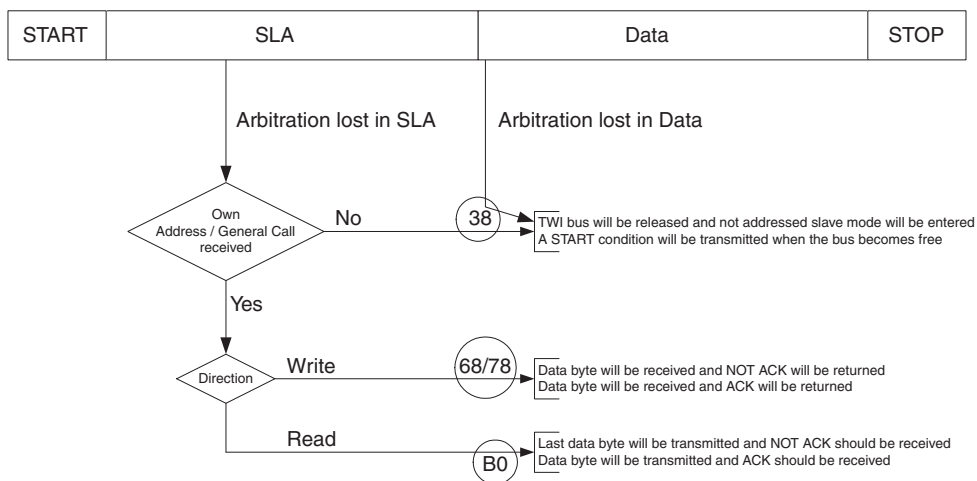 START SLA Data STOP
Arbitration lost in SLA Arbitration lost in Data
Own
Address / General Call
received
No
38
TWI bus will be released and not addressed slave mode will be entered
A START condition will be transmitted when the bus becomes free
Yes
Direction
Write
68/78
Data byte will be received and NOT ACK will be returned
Data byte will be received and ACK will be returned
Read
B0
Last data byte will be transmitted and NOT ACK should be received
Data byte will be transmitted and ACK should be received